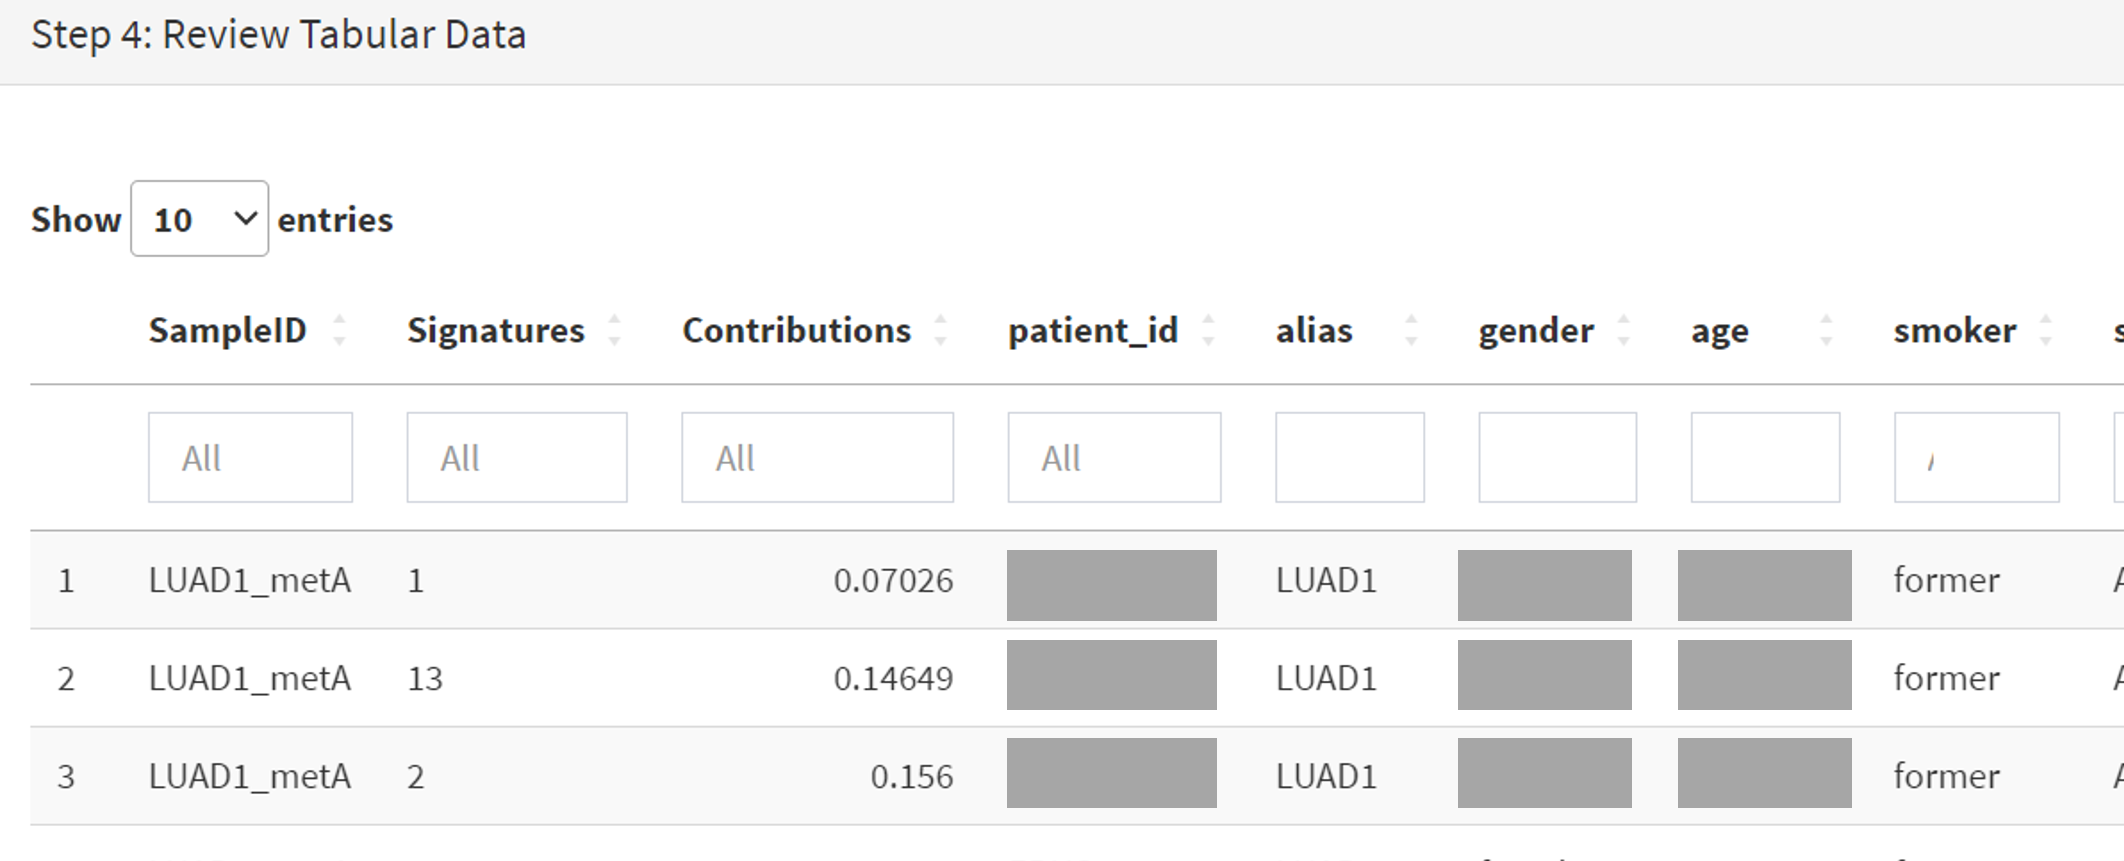 Step 4: Review Tabular Data
Show 10 entries
SampleID Signatures Contributions patient_id alias gender age smoker
All All All All
1 LUAD1_metA 1 0.07026 LUAD1 former
2 LUAD1_metA 13 0.14649 LUAD1 former
3 LUAD1_metA 2 0.156 LUAD1 former